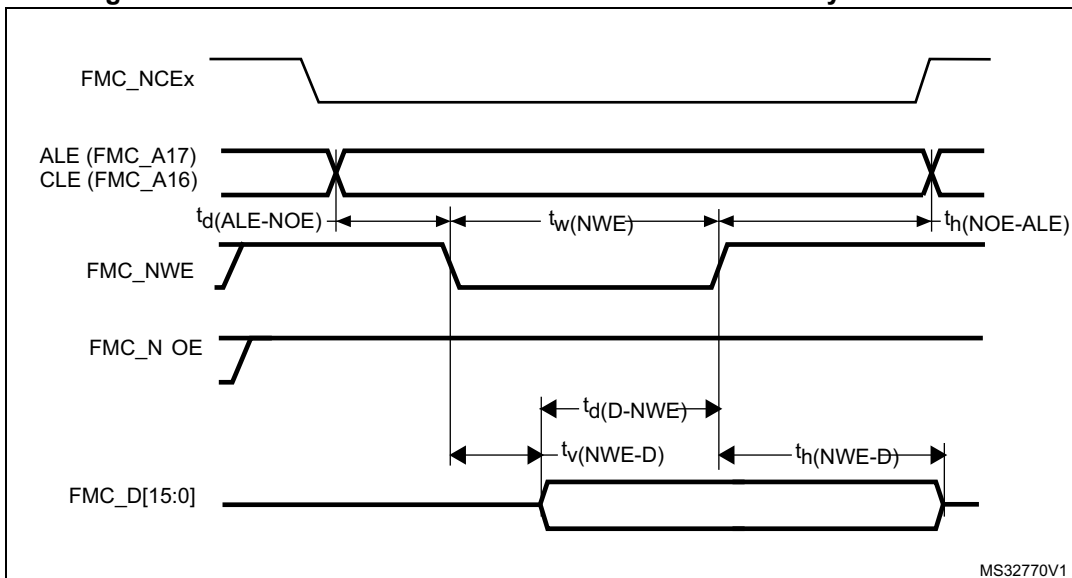 FMC_NCEx
ALE (FMC_A17)
CLE (FMC_A16)
td(ALE-NOE)
tw(NWE)
th(NOE-ALE)
FMC_NWE
FMC_N OE
td(D-NWE)
tv(NWE-D)
th(NWE-D)
FMC_D[15:0]
MS32770V1